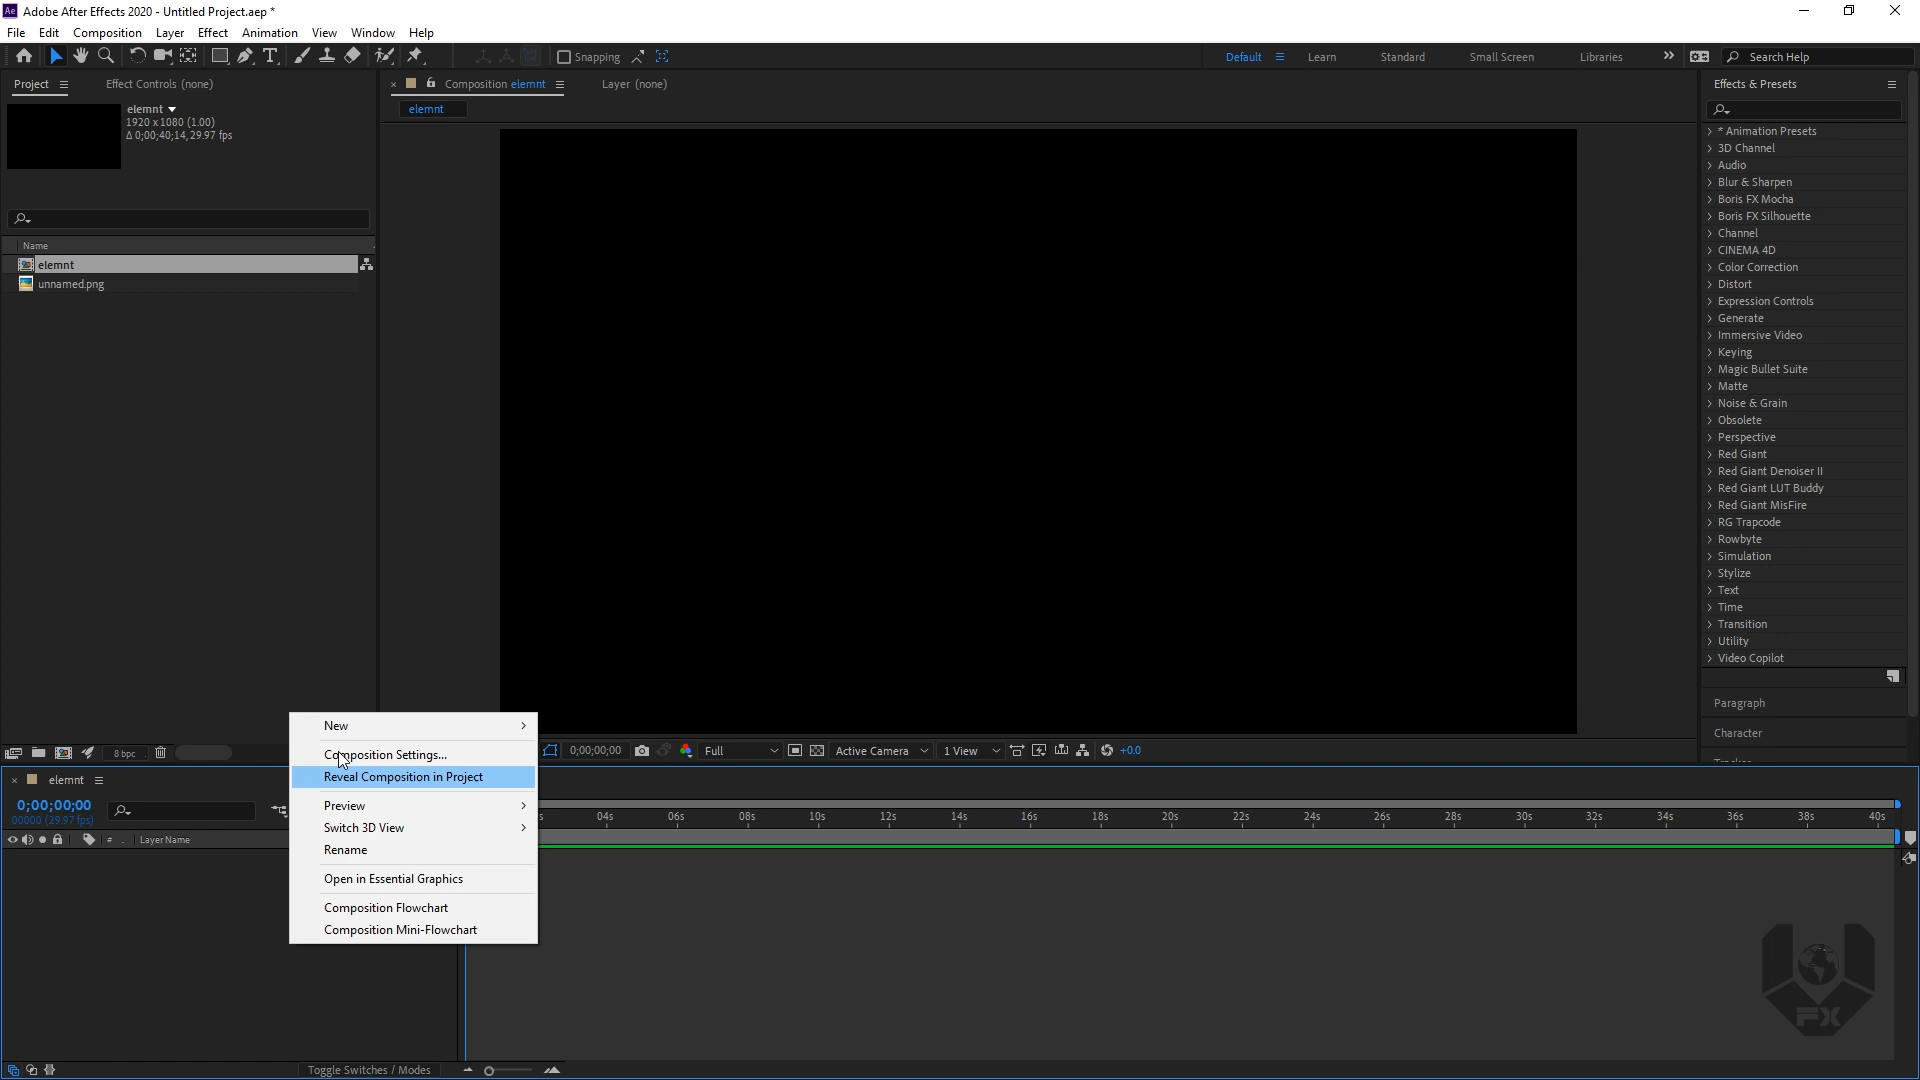 Ae Adobe After Effects 2020 - Untitled Project.aep *
File Edit Composition Layer Effect Animation View Window Help
Snapping
Default Learn Standard Small Screen Libraries Search Help
Project Effect Controls (none)
Composition elemnt Layer (none)
Effects & Presets
elemnt
1920 x 1080 (1.00)
Δ 0;00;40;14, 29.97 fps
elemnt
Name
elemnt
unnamed.png
* Animation Presets
3D Channel
Audio
Blur & Sharpen
Boris FX Mocha
Boris FX Silhouette
Channel
CINEMA 4D
Color Correction
Distort
Expression Controls
Generate
Immersive Video
Keying
Magic Bullet Suite
Matte
Noise & Grain
Obsolete
Perspective
Red Giant
Red Giant Denoiser II
Red Giant LUT Buddy
Red Giant MisFire
RG Trapcode
Rowbyte
Simulation
Stylize
Text
Time
Transition
Utility
Video Copilot
Paragraph
Character
New
Composition Settings...
Reveal Composition in Project
Preview
Switch 3D View
Rename
Open in Essential Graphics
Composition Flowchart
Composition Mini-Flowchart
8 bpc
0;00;00;00 Full Active Camera 1 View +0.0
elemnt
0;00;00;00
00000 (29.97 fps)
# . Layer Name
04s 06s 08s 10s 12s 14s 16s 18s 20s 22s 24s 26s 28s 30s 32s 34s 36s 38s 40s
FX
Toggle Switches / Modes